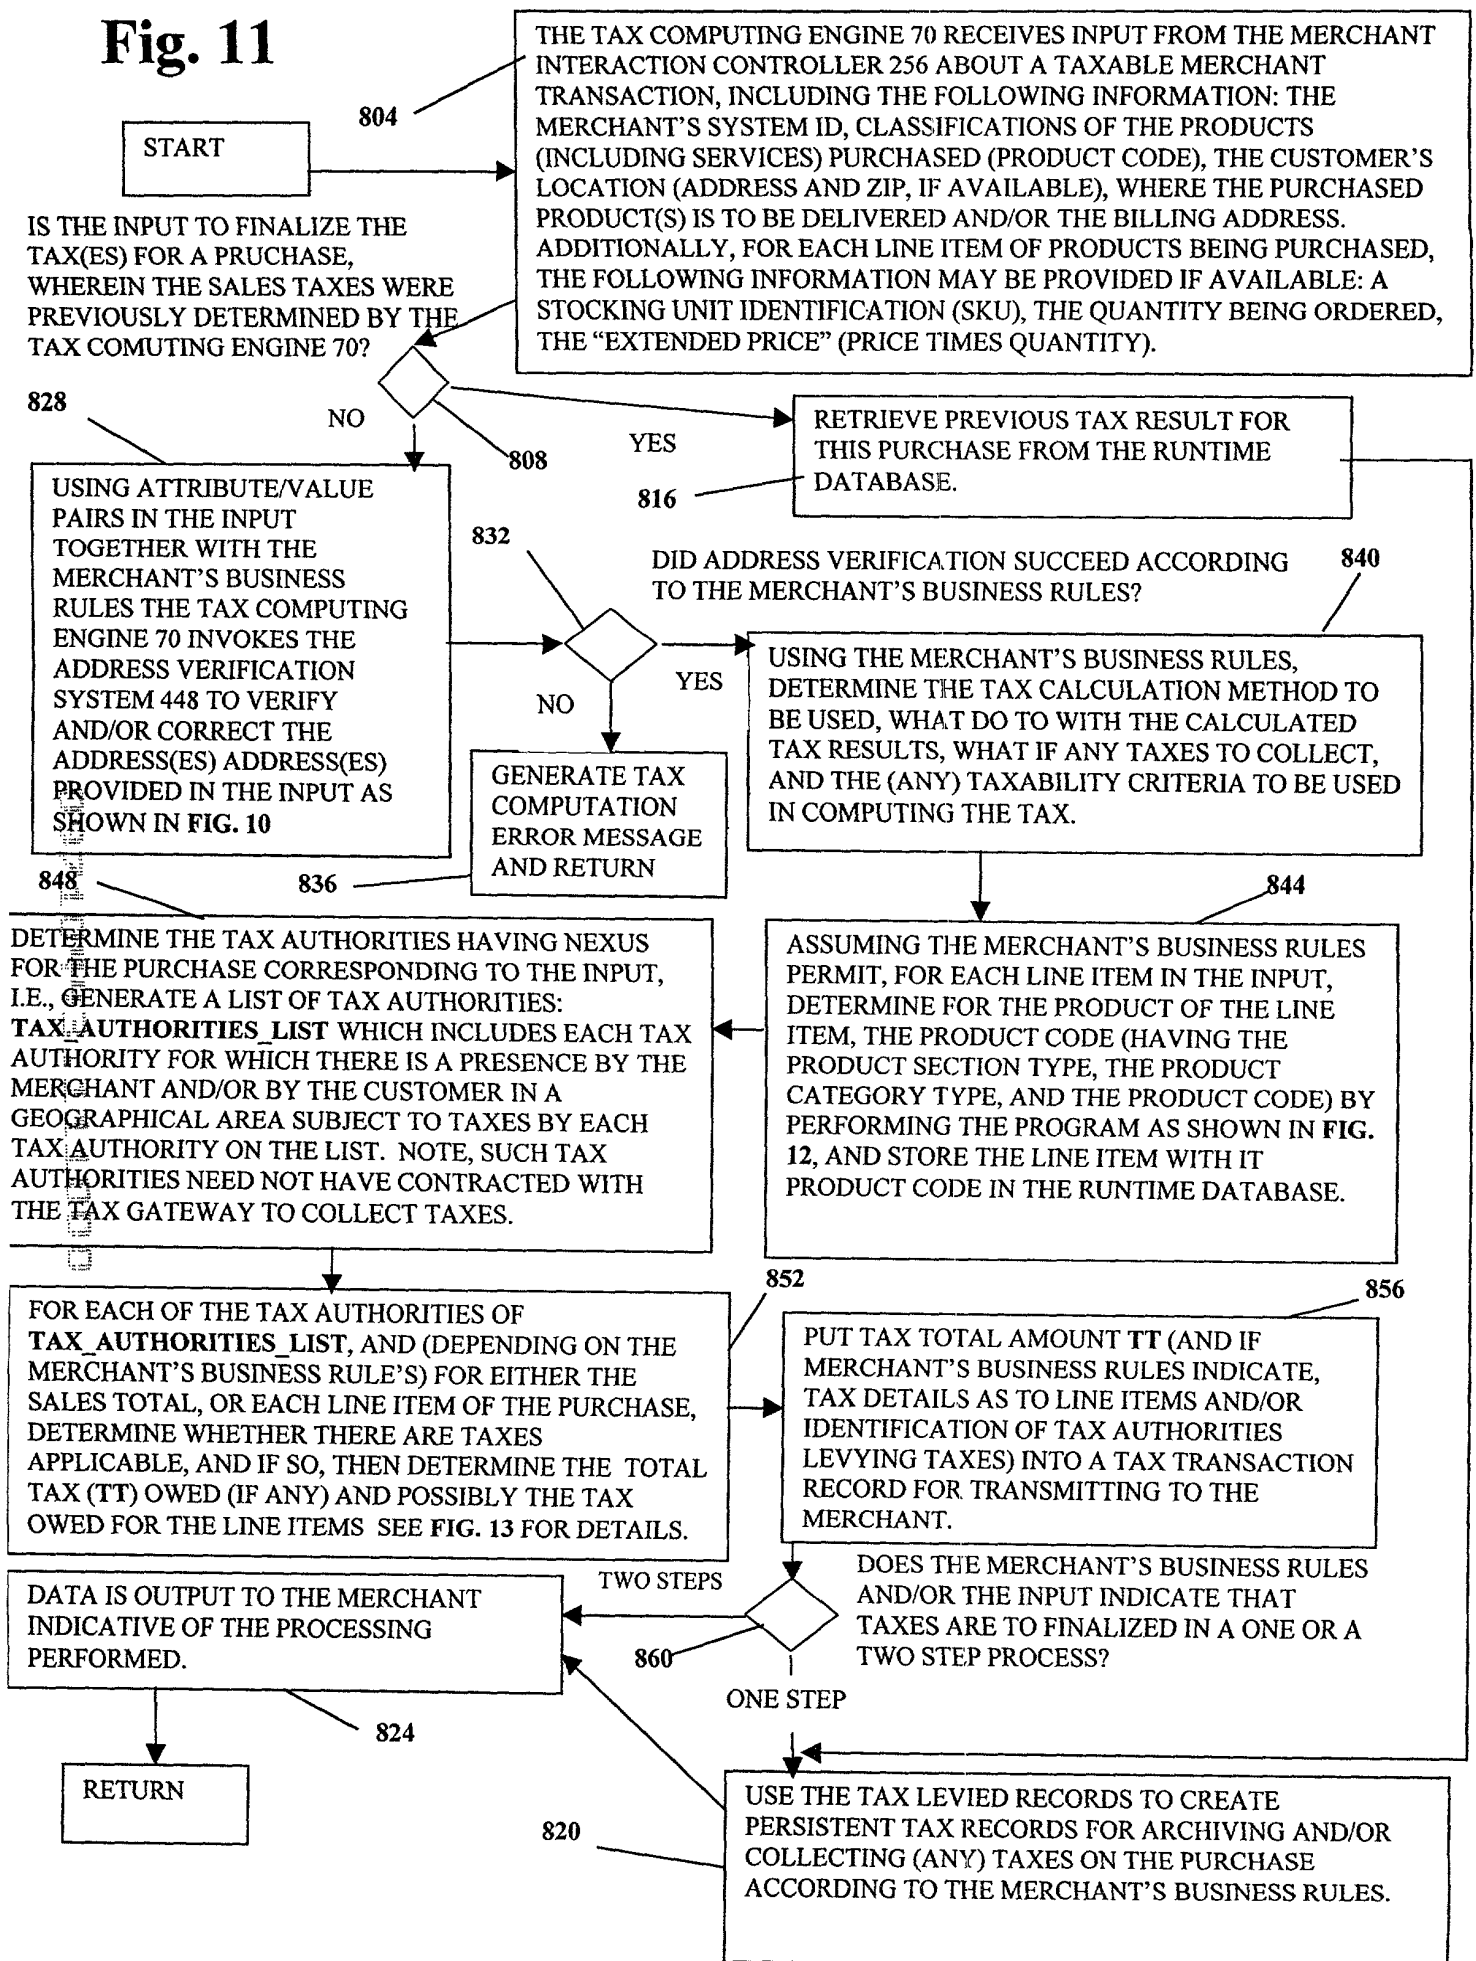 Fig. 11
THE TAX COMPUTING ENGINE 70 RECEIVES INPUT FROM THE MERCHANT
INTERACTION CONTROLLER 256 ABOUT A TAXABLE MERCHANT
TRANSACTION, INCLUDING THE FOLLOWING INFORMATION: THE
MERCHANT'S SYSTEM ID, CLASSIFICATIONS OF THE PRODUCTS
(INCLUDING SERVICES) PURCHASED (PRODUCT CODE), THE CUSTOMER'S
LOCATION (ADDRESS AND ZIP, IF AVAILABLE), WHERE THE PURCHASED
PRODUCT(S) IS TO BE DELIVERED AND/OR THE BILLING ADDRESS.
ADDITIONALLY, FOR EACH LINE ITEM OF PRODUCTS BEING PURCHASED,
THE FOLLOWING INFORMATION MAY BE PROVIDED IF AVAILABLE: A
STOCKING UNIT IDENTIFICATION (SKU), THE QUANTITY BEING ORDERED,
THE "EXTENDED PRICE" (PRICE TIMES QUANTITY).
804
START
IS THE INPUT TO FINALIZE THE
TAX(ES) FOR A PRUCHASE,
WHEREIN THE SALES TAXES WERE
PREVIOUSLY DETERMINED BY THE
TAX COMUTING ENGINE 70?
828
NO
808
YES
RETRIEVE PREVIOUS TAX RESULT FOR
THIS PURCHASE FROM THE RUNTIME
DATABASE.
816
USING ATTRIBUTE/VALUE
PAIRS IN THE INPUT
TOGETHER WITH THE
MERCHANT'S BUSINESS
RULES THE TAX COMPUTING
ENGINE 70 INVOKES THE
ADDRESS VERIFICATION
SYSTEM 448 TO VERIFY
AND/OR CORRECT THE
ADDRESS(ES) ADDRESS(ES)
PROVIDED IN THE INPUT AS
SHOWN IN FIG. 10
832
DID ADDRESS VERIFICATION SUCCEED ACCORDING
TO THE MERCHANT'S BUSINESS RULES?
840
NO
YES
USING THE MERCHANT'S BUSINESS RULES,
DETERMINE THE TAX CALCULATION METHOD TO
BE USED, WHAT DO TO WITH THE CALCULATED
TAX RESULTS, WHAT IF ANY TAXES TO COLLECT,
AND THE (ANY) TAXABILITY CRITERIA TO BE USED
IN COMPUTING THE TAX.
GENERATE TAX
COMPUTATION
ERROR MESSAGE
AND RETURN
848
836
844
DETERMINE THE TAX AUTHORITIES HAVING NEXUS
FOR THE PURCHASE CORRESPONDING TO THE INPUT,
I.E., GENERATE A LIST OF TAX AUTHORITIES:
TAX_AUTHORITIES_LIST WHICH INCLUDES EACH TAX
AUTHORITY FOR WHICH THERE IS A PRESENCE BY THE
MERCHANT AND/OR BY THE CUSTOMER IN A
GEOGRAPHICAL AREA SUBJECT TO TAXES BY EACH
TAX AUTHORITY ON THE LIST. NOTE, SUCH TAX
AUTHORITIES NEED NOT HAVE CONTRACTED WITH
THE TAX GATEWAY TO COLLECT TAXES.
ASSUMING THE MERCHANT'S BUSINESS RULES
PERMIT, FOR EACH LINE ITEM IN THE INPUT,
DETERMINE FOR THE PRODUCT OF THE LINE
ITEM, THE PRODUCT CODE (HAVING THE
PRODUCT SECTION TYPE, THE PRODUCT
CATEGORY TYPE, AND THE PRODUCT CODE) BY
PERFORMING THE PROGRAM AS SHOWN IN FIG.
12, AND STORE THE LINE ITEM WITH IT
PRODUCT CODE IN THE RUNTIME DATABASE.
852
856
FOR EACH OF THE TAX AUTHORITIES OF
TAX_AUTHORITIES_LIST, AND (DEPENDING ON THE
MERCHANT'S BUSINESS RULE'S) FOR EITHER THE
SALES TOTAL, OR EACH LINE ITEM OF THE PURCHASE,
DETERMINE WHETHER THERE ARE TAXES
APPLICABLE, AND IF SO, THEN DETERMINE THE TOTAL
TAX (TT) OWED (IF ANY) AND POSSIBLY THE TAX
OWED FOR THE LINE ITEMS SEE FIG. 13 FOR DETAILS.
PUT TAX TOTAL AMOUNT TT (AND IF
MERCHANT'S BUSINESS RULES INDICATE,
TAX DETAILS AS TO LINE ITEMS AND/OR
IDENTIFICATION OF TAX AUTHORITIES
LEVYING TAXES) INTO A TAX TRANSACTION
RECORD FOR TRANSMITTING TO THE
MERCHANT.
TWO STEPS
DOES THE MERCHANT'S BUSINESS RULES
AND/OR THE INPUT INDICATE THAT
TAXES ARE TO FINALIZED IN A ONE OR A
TWO STEP PROCESS?
DATA IS OUTPUT TO THE MERCHANT
INDICATIVE OF THE PROCESSING
PERFORMED.
860
ONE STEP
824
RETURN
820
USE THE TAX LEVIED RECORDS TO CREATE
PERSISTENT TAX RECORDS FOR ARCHIVING AND/OR
COLLECTING (ANY) TAXES ON THE PURCHASE
ACCORDING TO THE MERCHANT'S BUSINESS RULES.